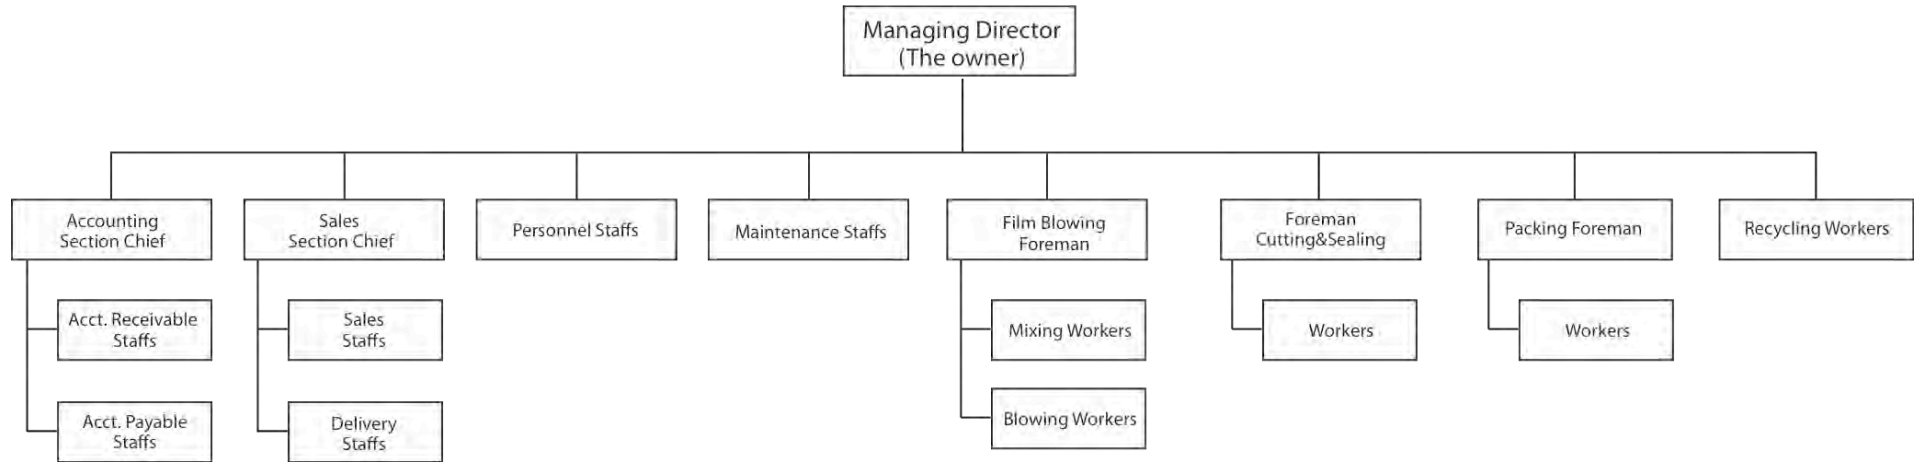 Managing Director
(The owner)
Accounting
Section Chief
Sales
Section Chief
Personnel Staffs
Maintenance Staffs
Film Blowing
Foreman
Foreman
Cutting&Sealing
Packing Foreman
Recycling Workers
Acct. Receivable
Staffs
Sales
Staffs
Mixing Workers
Workers
Workers
Acct. Payable
Staffs
Delivery
Staffs
Blowing Workers